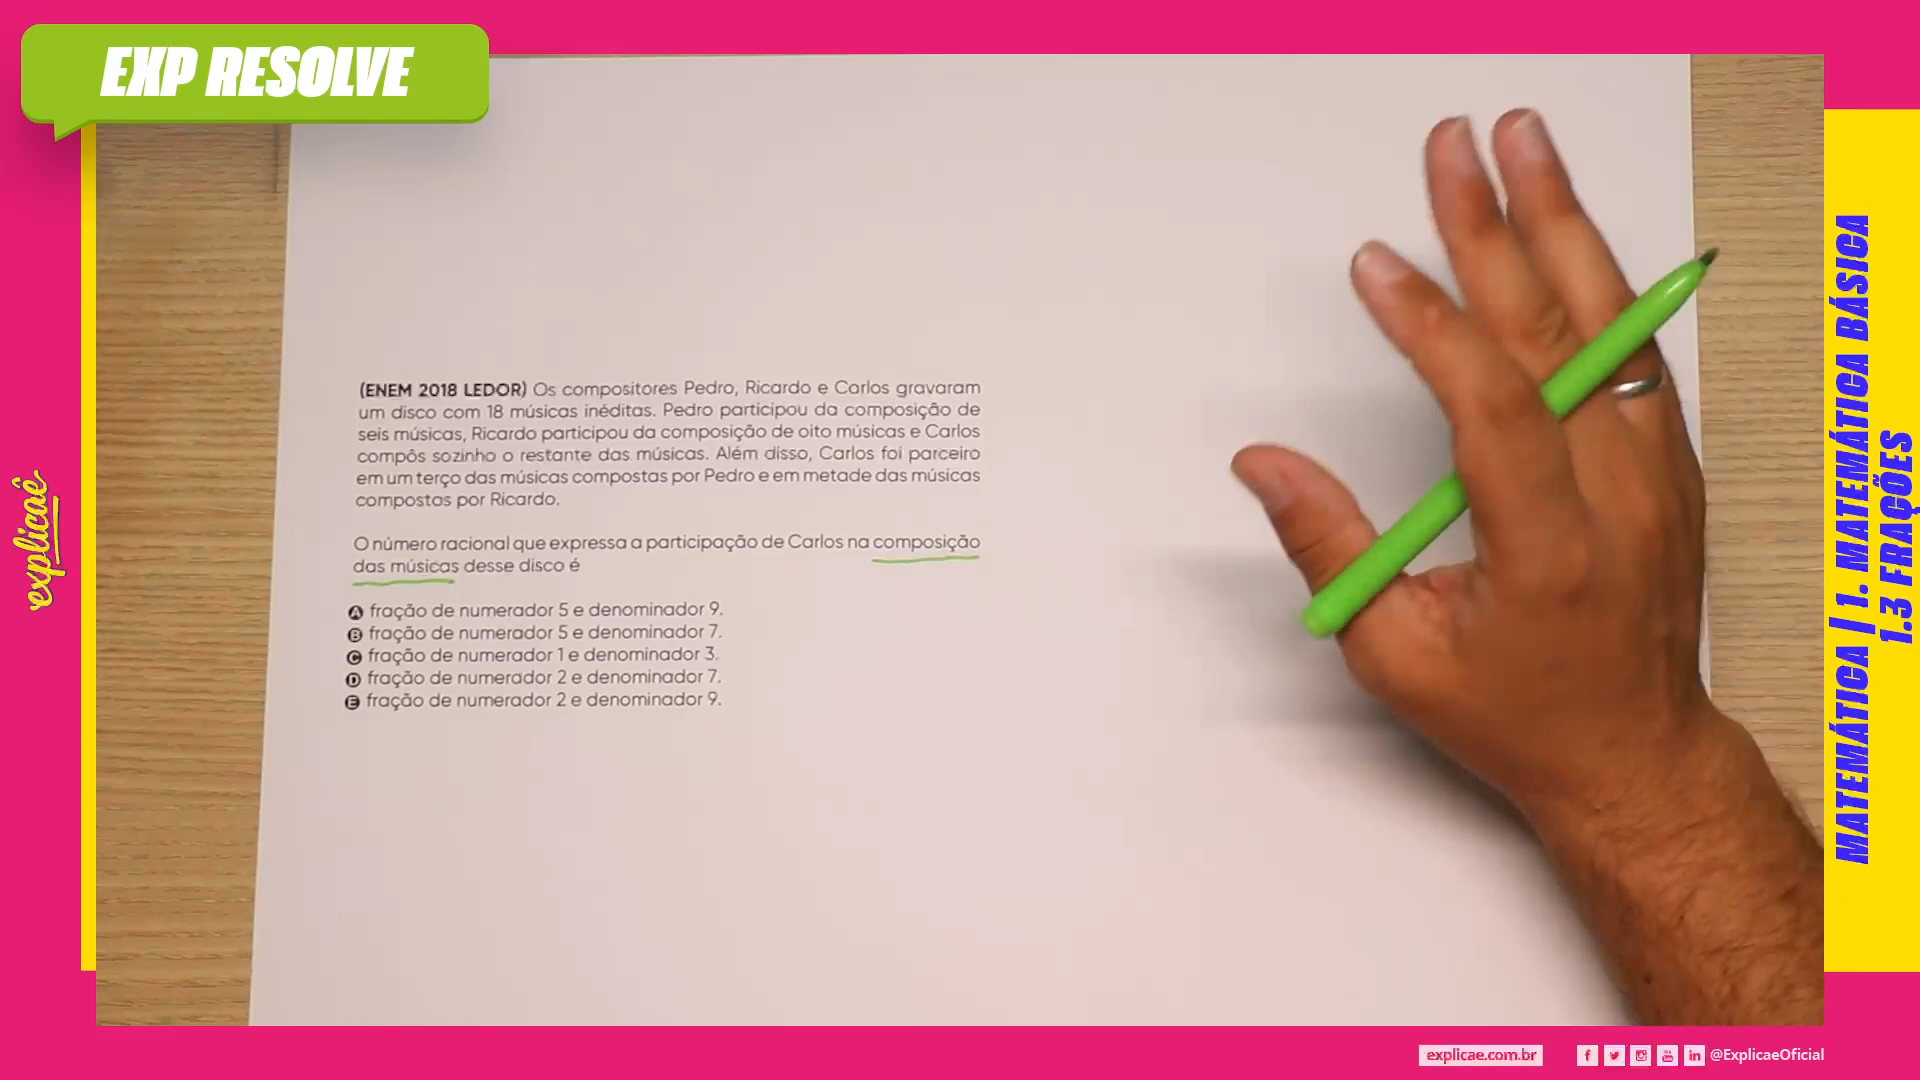 EXP RESOLVE
(ENEM 2018 LEDOR) Os compositores Pedro, Ricardo e Carlos gravaram
um disco com 18 músicas inéditas. Pedro participou da composição de
seis músicas, Ricardo participou da composição de oito músicas e Carlos
compôs sozinho o restante das músicas. Além disso, Carlos foi parceiro
em um terço das músicas compostas por Pedro e em metade das músicas
compostas por Ricardo.
O número racional que expressa a participação de Carlos na composição
das músicas desse disco é
A fração de numerador 5 e denominador 9.
B fração de numerador 5 e denominador 7.
C fração de numerador 1 e denominador 3.
D fração de numerador 2 e denominador 7.
E fração de numerador 2 e denominador 9.
explicaê
MATEMÁTICA | 1. MATEMÁTICA BÁSICA
1.3 FRAÇÕES
explicae.com.br
@ExplicaeOficial